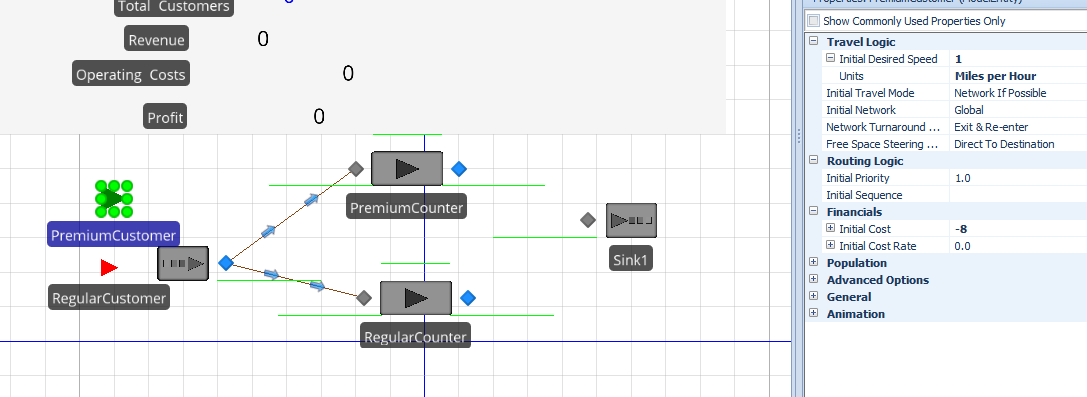 Total Customers
Revenue
0
Operating Costs
0
Profit
0
PremiumCounter
PremiumCustomer
Sink1
RegularCustomer
RegularCounter
Properties: PremiumCustomer (ModelEntity)
Show Commonly Used Properties Only
Travel Logic
Initial Desired Speed 1
Units Miles per Hour
Initial Travel Mode Network If Possible
Initial Network Global
Network Turnaround ... Exit & Re-enter
Free Space Steering ... Direct To Destination
Routing Logic
Initial Priority 1.0
Initial Sequence
Financials
Initial Cost -8
Initial Cost Rate 0.0
Population
Advanced Options
General
Animation